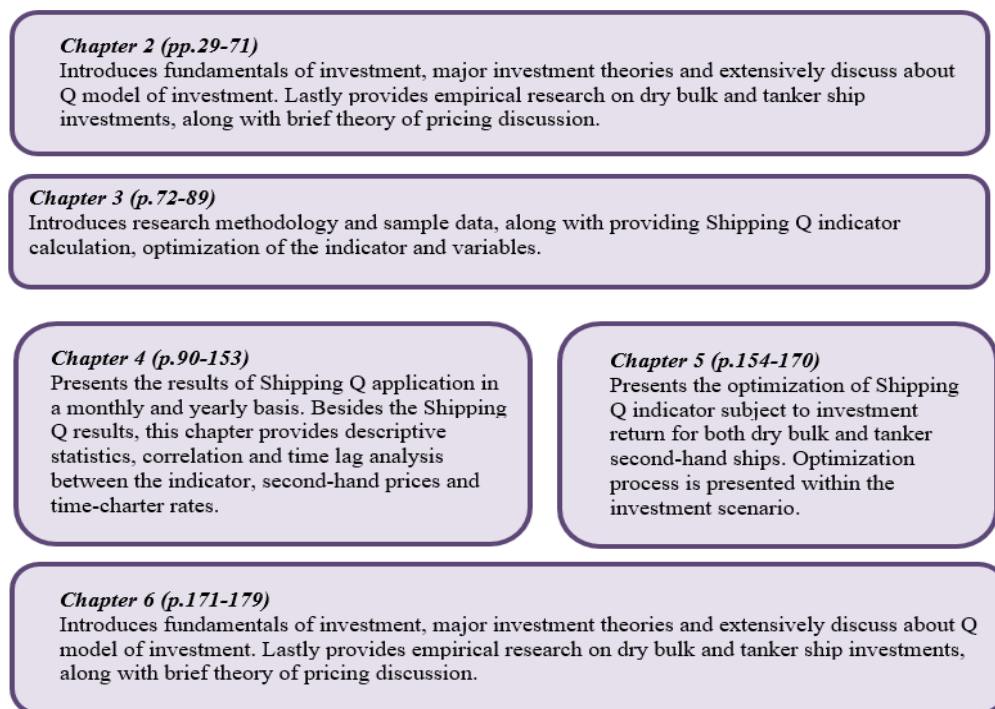 Chapter 2 (pp.29-71)
Introduces fundamentals of investment, major investment theories and extensively discuss about
Q model of investment. Lastly provides empirical research on dry bulk and tanker ship
investments, along with brief theory of pricing discussion.
Chapter 3 (p.72-89)
Introduces research methodology and sample data, along with providing Shipping Q indicator
calculation, optimization of the indicator and variables.
Chapter 4 (p.90-153)
Presents the results of Shipping Q application in
a monthly and yearly basis. Besides the Shipping
Q results, this chapter provides descriptive
statistics, correlation and time lag analysis
between the indicator, second-hand prices and
time-charter rates.
Chapter 5 (p.154-170)
Presents the optimization of Shipping
Q indicator subject to investment
return for both dry bulk and tanker
second-hand ships. Optimization
process is presented within the
investment scenario.
Chapter 6 (p.171-179)
Introduces fundamentals of investment, major investment theories and extensively discuss about Q
model of investment. Lastly provides empirical research on dry bulk and tanker ship investments,
along with brief theory of pricing discussion.